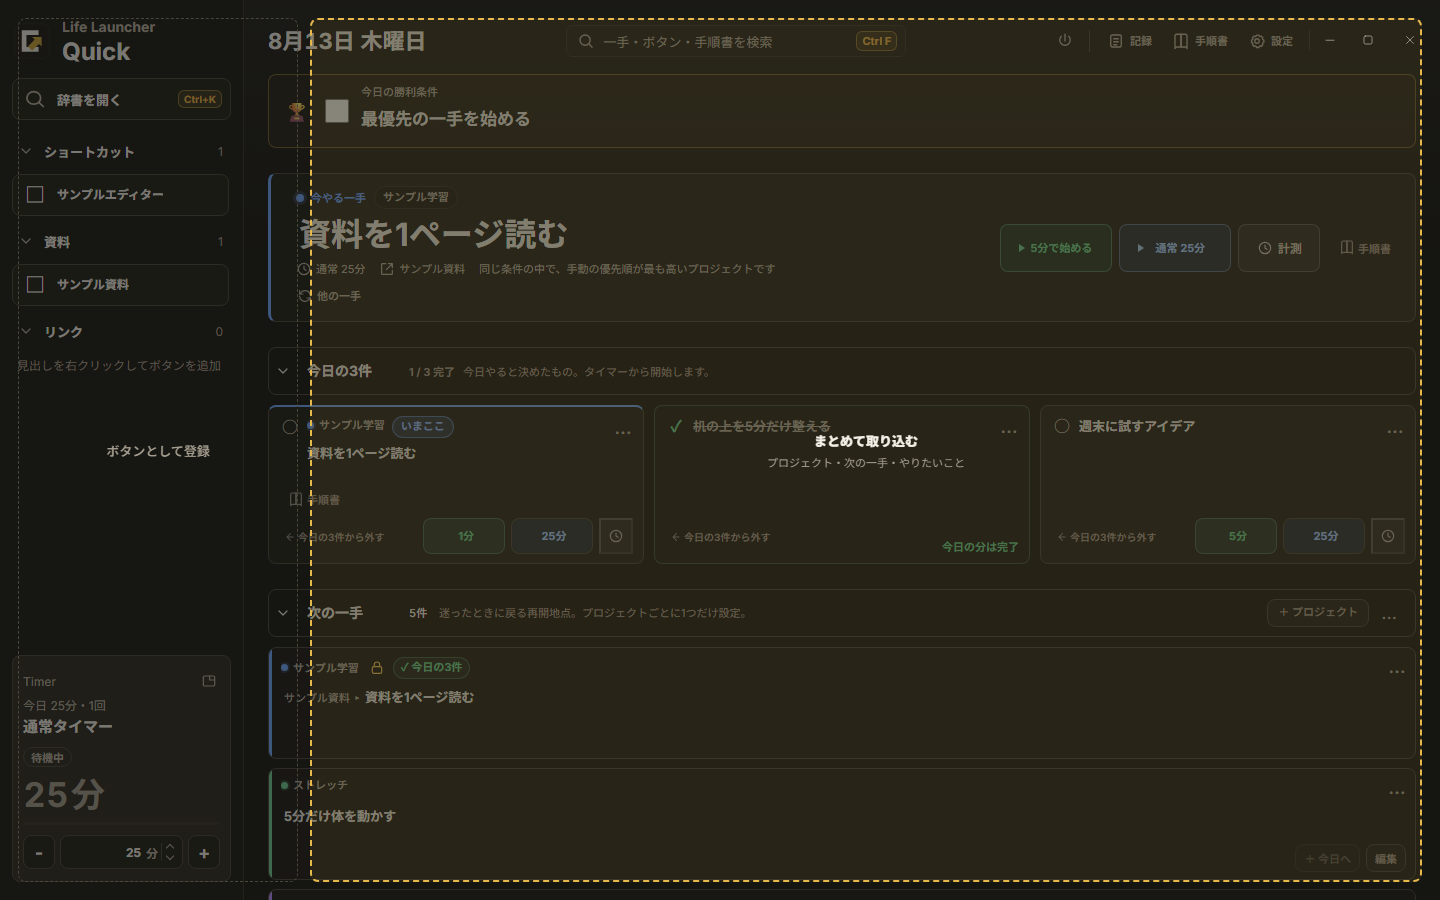 Life Launcher
Quick
辞書を開く Ctrl+K
ショートカット 1
サンプルエディター
資料 1
サンプル資料
リンク 0
見出しを右クリックしてボタンを追加
ボタンとして登録
Timer
今日 25分・1回
通常タイマー
待機中
25分
- 25 分 +
8月13日 木曜日
一手・ボタン・手順書を検索 Ctrl F
記録 手順書 設定
今日の勝利条件
最優先の一手を始める
今やる一手 サンプル学習
資料を1ページ読む
通常 25分 サンプル資料 同じ条件の中で、手動の優先順が最も高いプロジェクトです
他の一手
5分で始める 通常 25分 計測 手順書
今日の3件 1 / 3 完了 今日やると決めたもの。タイマーから開始します。
サンプル学習 いまここ ...
資料を1ページ読む
手順書
← 今日の3件から外す 1分 25分
✓ 机の上を5分だけ整える ...
まとめて取り込む
プロジェクト・次の一手・やりたいこと
← 今日の3件から外す 今日の分は完了
週末に試すアイデア ...
← 今日の3件から外す 5分 25分
次の一手 5件 迷ったときに戻る再開地点。プロジェクトごとに1つだけ設定。 + プロジェクト ...
サンプル学習 ✓ 今日の3件 ...
サンプル資料 ▸ 資料を1ページ読む
ストレッチ ...
5分だけ体を動かす
+ 今日へ 編集